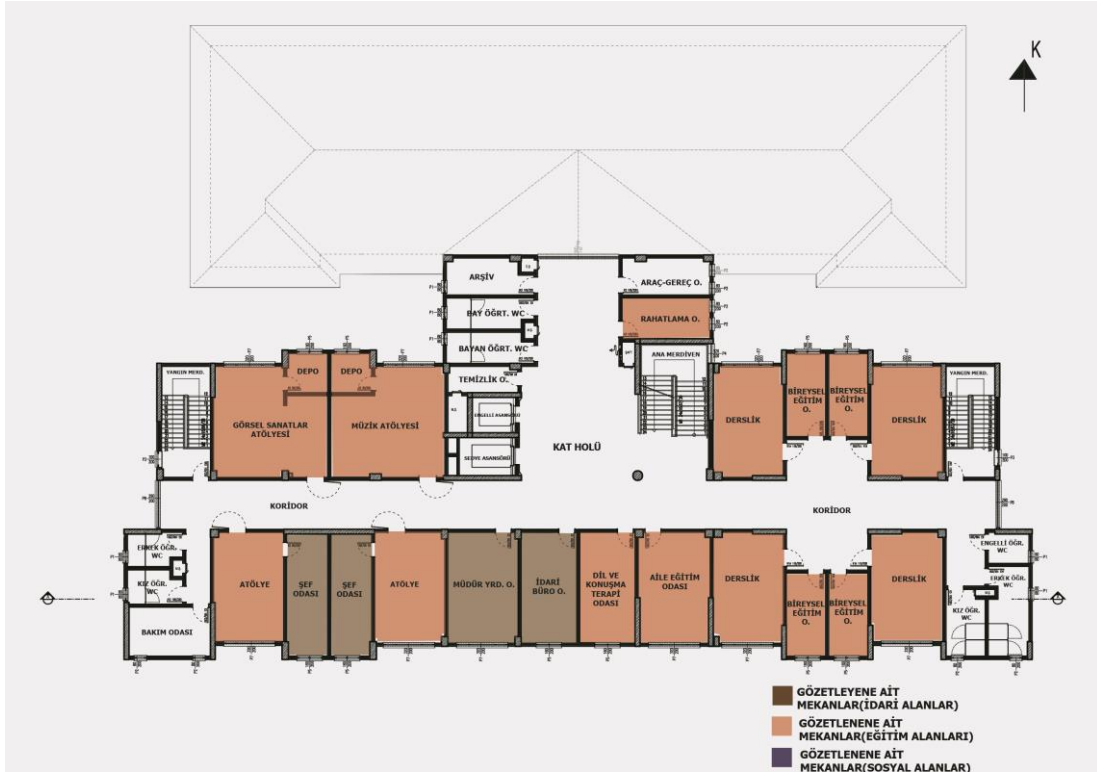 K
ARŞİV
ARAÇ-GEREÇ O.
BAY ÖĞRT. WC
RAHATLAMA O.
BAYAN ÖĞRT. WC
ANA MERDİVEN
YANGIN MERD.
DEPO
DEPO
TEMİZLİK O.
BİREYSEL
EĞİTİM
O.
BİREYSEL
EĞİTİM O.
YANGIN MERD.
GÖRSEL SANATLAR
ATÖLYESİ
MÜZİK ATÖLYESİ
ENGELLİ ASANSÖRÜ
DERSLİK
DERSLİK
KAT HOLÜ
SEDYE ASANSÖRÜ
KORİDOR
KORİDOR
ERKEK ÖĞR.
WC
KIZ ÖĞR.
WC
BAKIM ODASI
ATÖLYE
ŞEF
ODASI
ŞEF
ODASI
ATÖLYE
MÜDÜR YRD. O.
İDARİ
BÜRO O.
DİL VE
KONUŞMA
TERAPİ
ODASI
AİLE EĞİTİM
ODASI
DERSLİK
BİREYSEL
EĞİTİM
O.
BİREYSEL
EĞİTİM
O.
DERSLİK
ENGELLİ ÖĞR.
WC
ERKEK ÖĞR.
WC
KIZ ÖĞR.
WC
GÖZETLEYENE AİT
MEKANLAR(İDARİ ALANLAR)
GÖZETLENENE AİT
MEKANLAR(EĞİTİM ALANLARI)
GÖZETLENENE AİT
MEKANLAR(SOSYAL ALANLAR)